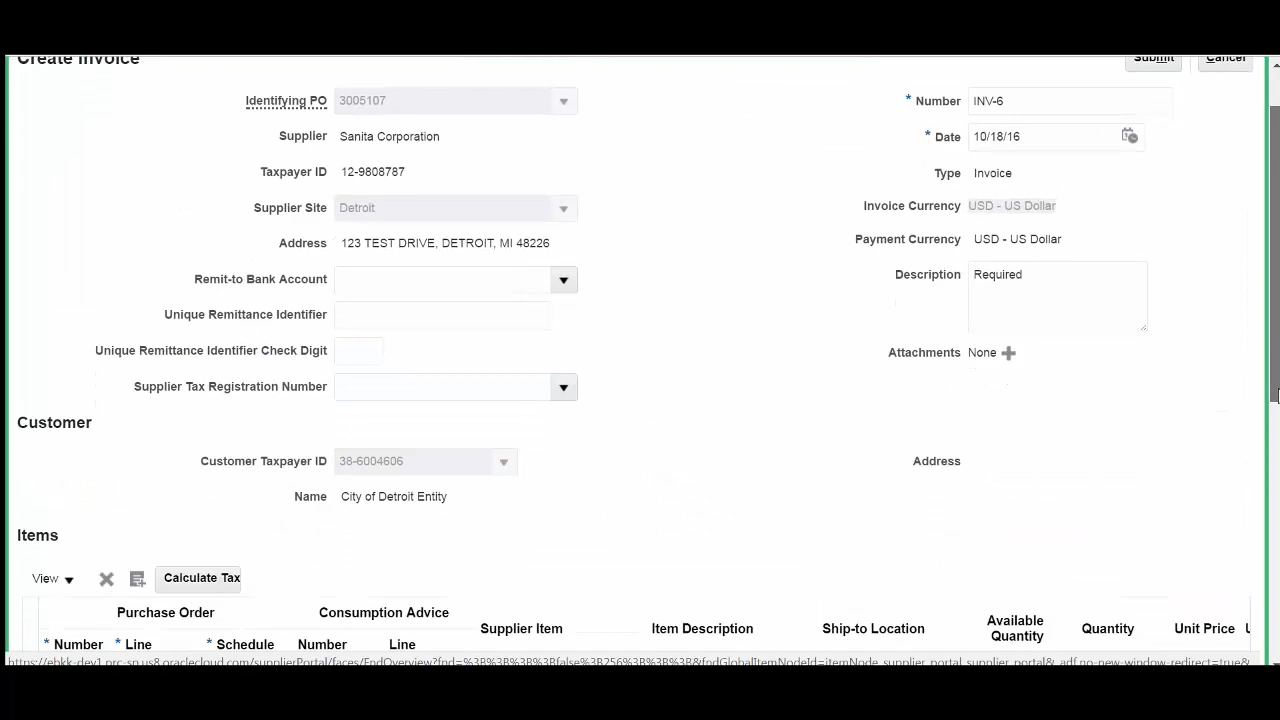 Create Invoice
Submit Cancel
Identifying PO 3005107
* Number INV-6
Supplier Sanita Corporation
* Date 10/18/16
Taxpayer ID 12-9808787
Type Invoice
Supplier Site Detroit
Invoice Currency USD - US Dollar
Address 123 TEST DRIVE, DETROIT, MI 48226
Payment Currency USD - US Dollar
Remit-to Bank Account
Description Required
Unique Remittance Identifier
Unique Remittance Identifier Check Digit
Attachments None
Supplier Tax Registration Number
Customer
Customer Taxpayer ID 38-6004606
Address
Name City of Detroit Entity
Items
View Calculate Tax
Purchase Order Consumption Advice
* Number * Line * Schedule Number Line Supplier Item Item Description Ship-to Location Available Quantity Quantity Unit Price